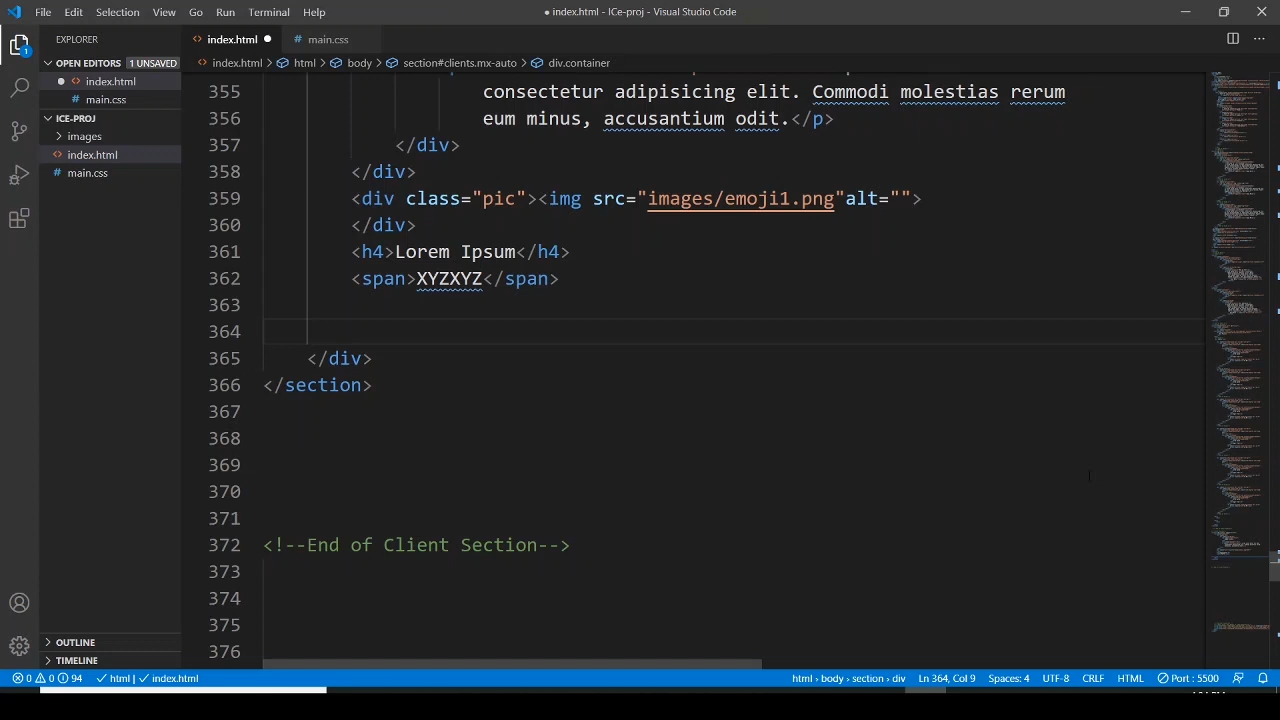 File Edit Selection View Go Run Terminal Help
● index.html - ICe-proj - Visual Studio Code
EXPLORER
index.html ●
main.css
OPEN EDITORS 1 UNSAVED
index.html > html > body > section#clients.mx-auto > div.container
1
● index.html
main.css
ICE-PROJ
images
index.html
main.css
355 consectetur adipisicing elit. Commodi molestiae rerum
356 eum minus, accusantium odit.</p>
357 </div>
358 </div>
359 <div class="pic"><img src="images/emoji1.png"alt="">
360 </div>
361 h4>Lorem Ipsum</h4>
362 <span>XYZXYZ</span>
363
364
365 </div>
366 </section>
367
368
369
370
371
372 <!--End of Client Section-->
373
374
375
376
OUTLINE
TIMELINE
0 0 94 html | index.html
html › body › section › div Ln 364, Col 9 Spaces: 4 UTF-8 CRLF HTML Port : 5500